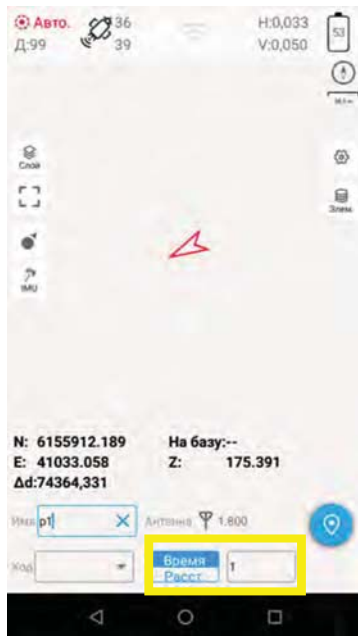 Авто. 36 H:0,033 53
Д:99 39 V:0,050
Слои
Элем.
IMU
N: 6155912.189 На базу:--
E: 41033.058 Z: 175.391
Δd:74364,331
Имя p1 Антенна 1.800
Код Время 1
Расст